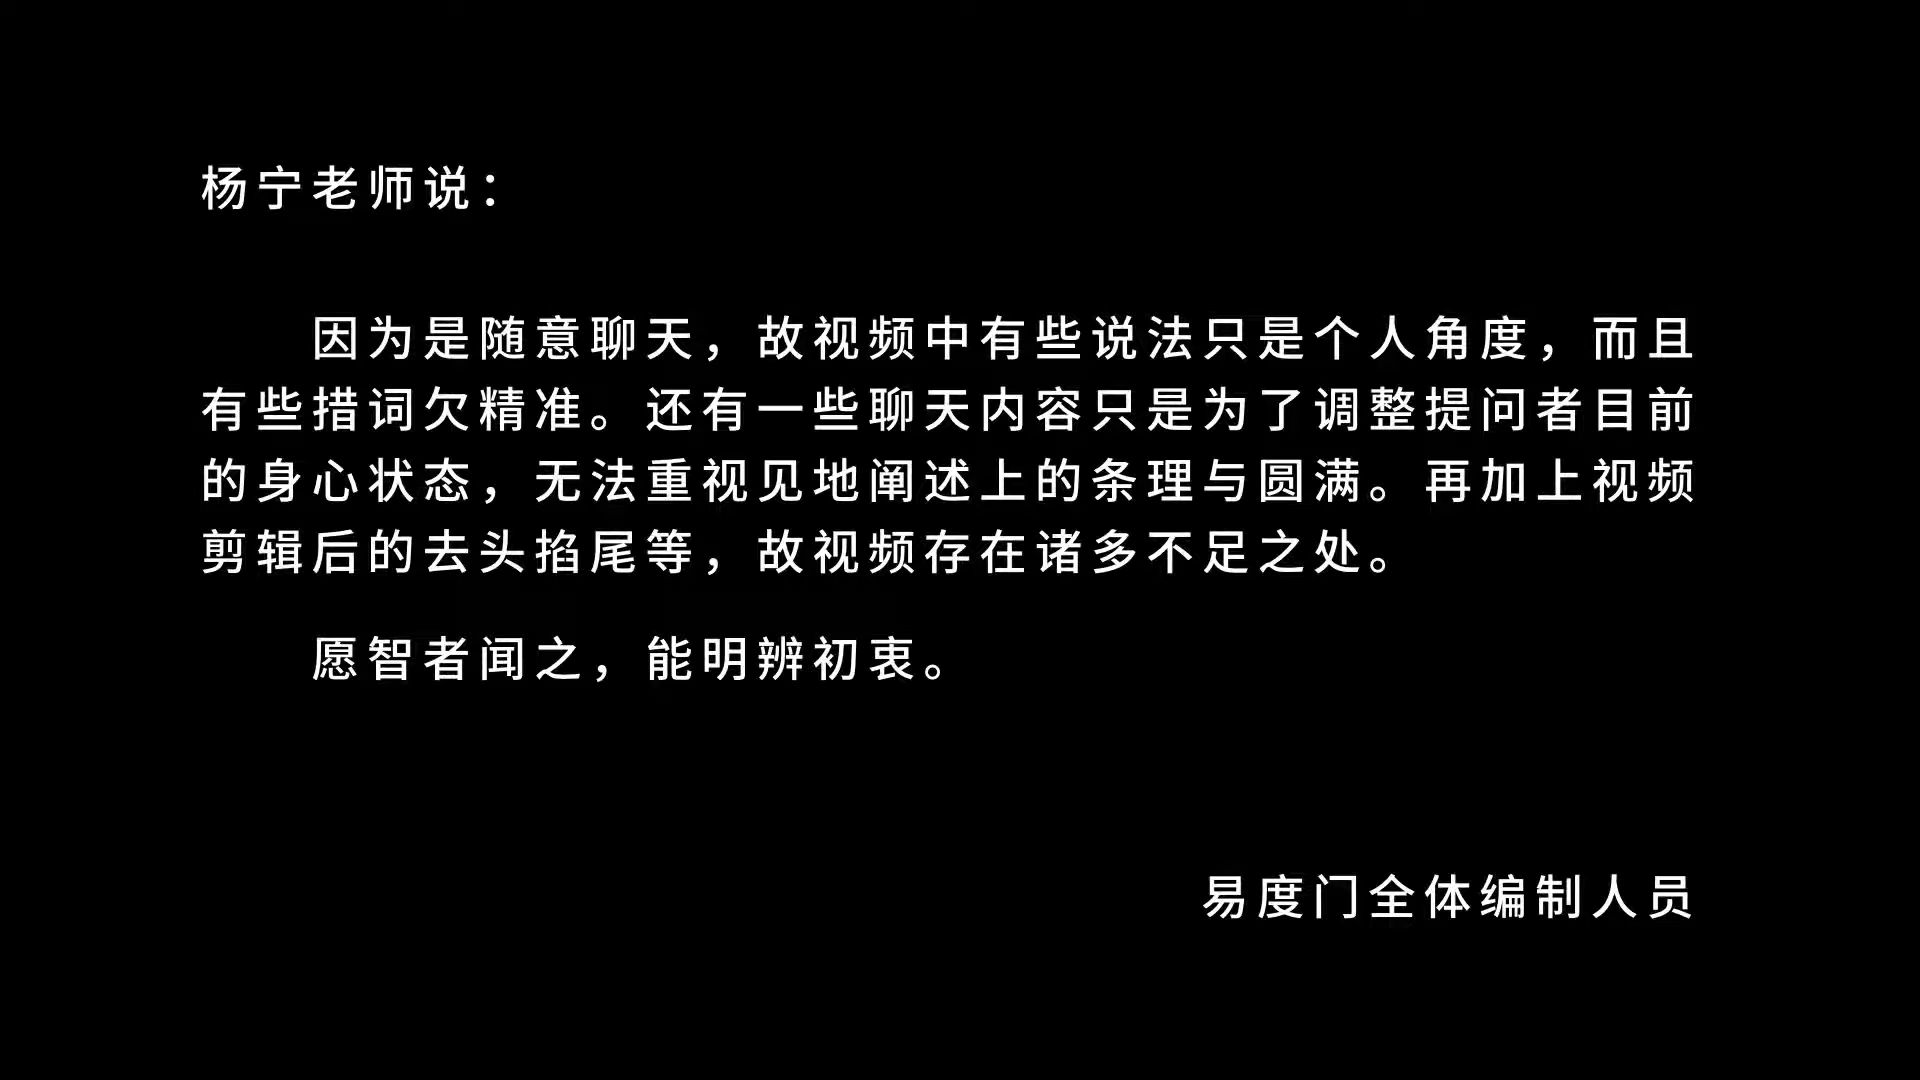 杨宁老师说：
因为是随意聊天，故视频中有些说法只是个人角度，而且
有些措词欠精准。还有一些聊天内容只是为了调整提问者目前
的身心状态，无法重视见地阐述上的条理与圆满。再加上视频
剪辑后的去头掐尾等，故视频存在诸多不足之处。
愿智者闻之，能明辨初衷。
易度门全体编制人员